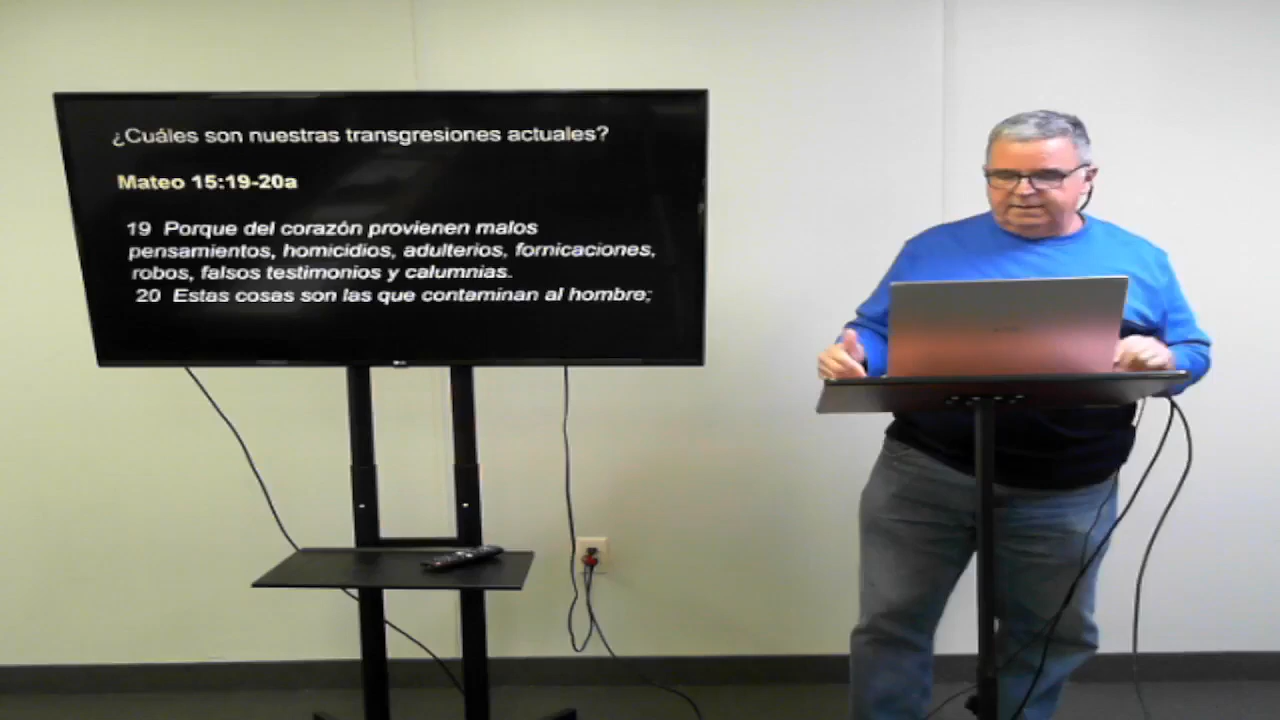 ¿Cuáles son nuestras transgresiones actuales?
Mateo 15:19-20a
19 Porque del corazón provienen malos
pensamientos, homicidios, adulterios, fornicaciones,
robos, falsos testimonios y calumnias.
20 Estas cosas son las que contaminan al hombre;